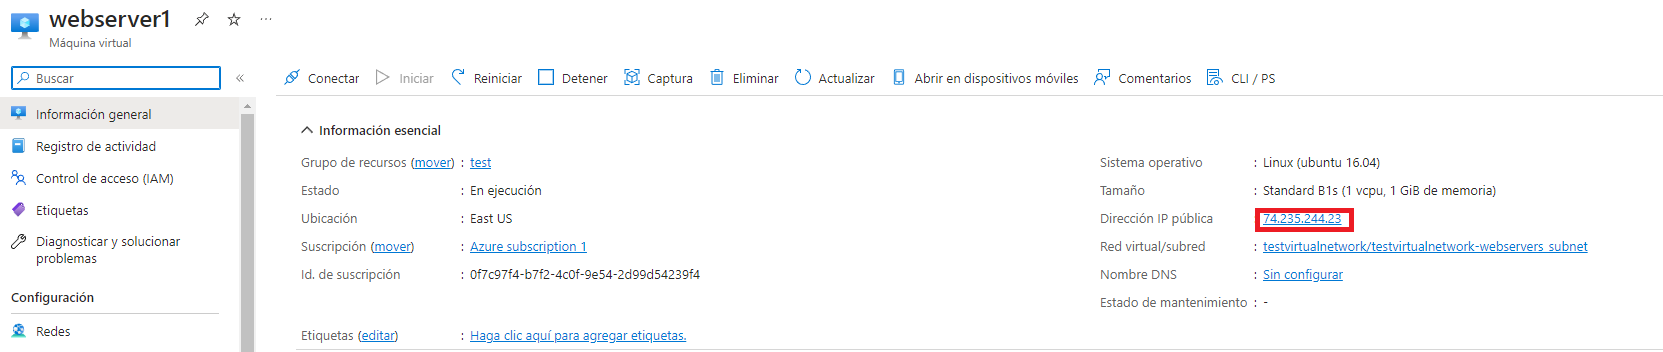 webserver1
Máquina virtual
Buscar
Conectar Iniciar Reiniciar Detener Captura Eliminar Actualizar Abrir en dispositivos móviles Comentarios CLI / PS
Información general
Registro de actividad
Control de acceso (IAM)
Etiquetas
Diagnosticar y solucionar
problemas
Configuración
Redes
Información esencial
Grupo de recursos (mover) : test
Estado : En ejecución
Ubicación : East US
Suscripción (mover) : Azure subscription 1
Id. de suscripción : 0f7c97f4-b7f2-4c0f-9e54-2d99d54239f4
Sistema operativo : Linux (ubuntu 16.04)
Tamaño : Standard B1s (1 vcpu, 1 GiB de memoria)
Dirección IP pública : 74.235.244.23
Red virtual/subred : testvirtualnetwork/testvirtualnetwork-webservers_subnet
Nombre DNS : Sin configurar
Estado de mantenimiento : -
Etiquetas (editar) : Haga clic aquí para agregar etiquetas.